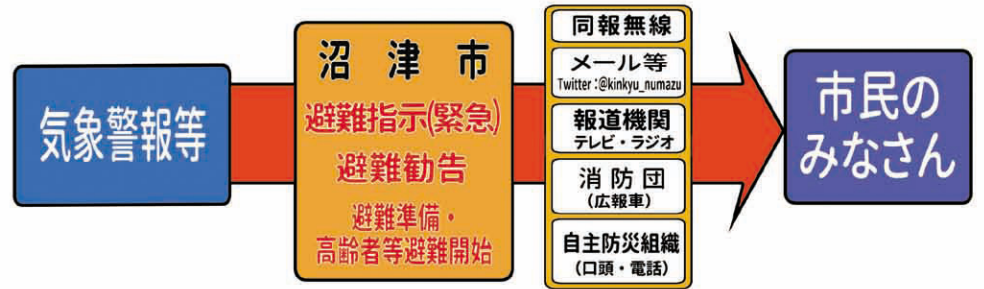 気象警報等
沼津市
避難指示(緊急)
避難勧告
避難準備・
高齢者等避難開始
同報無線
メール等
Twitter:@kinkyu_numazu
報道機関
テレビ・ラジオ
消防団
(広報車)
自主防災組織
(口頭・電話)
市民の
みなさん